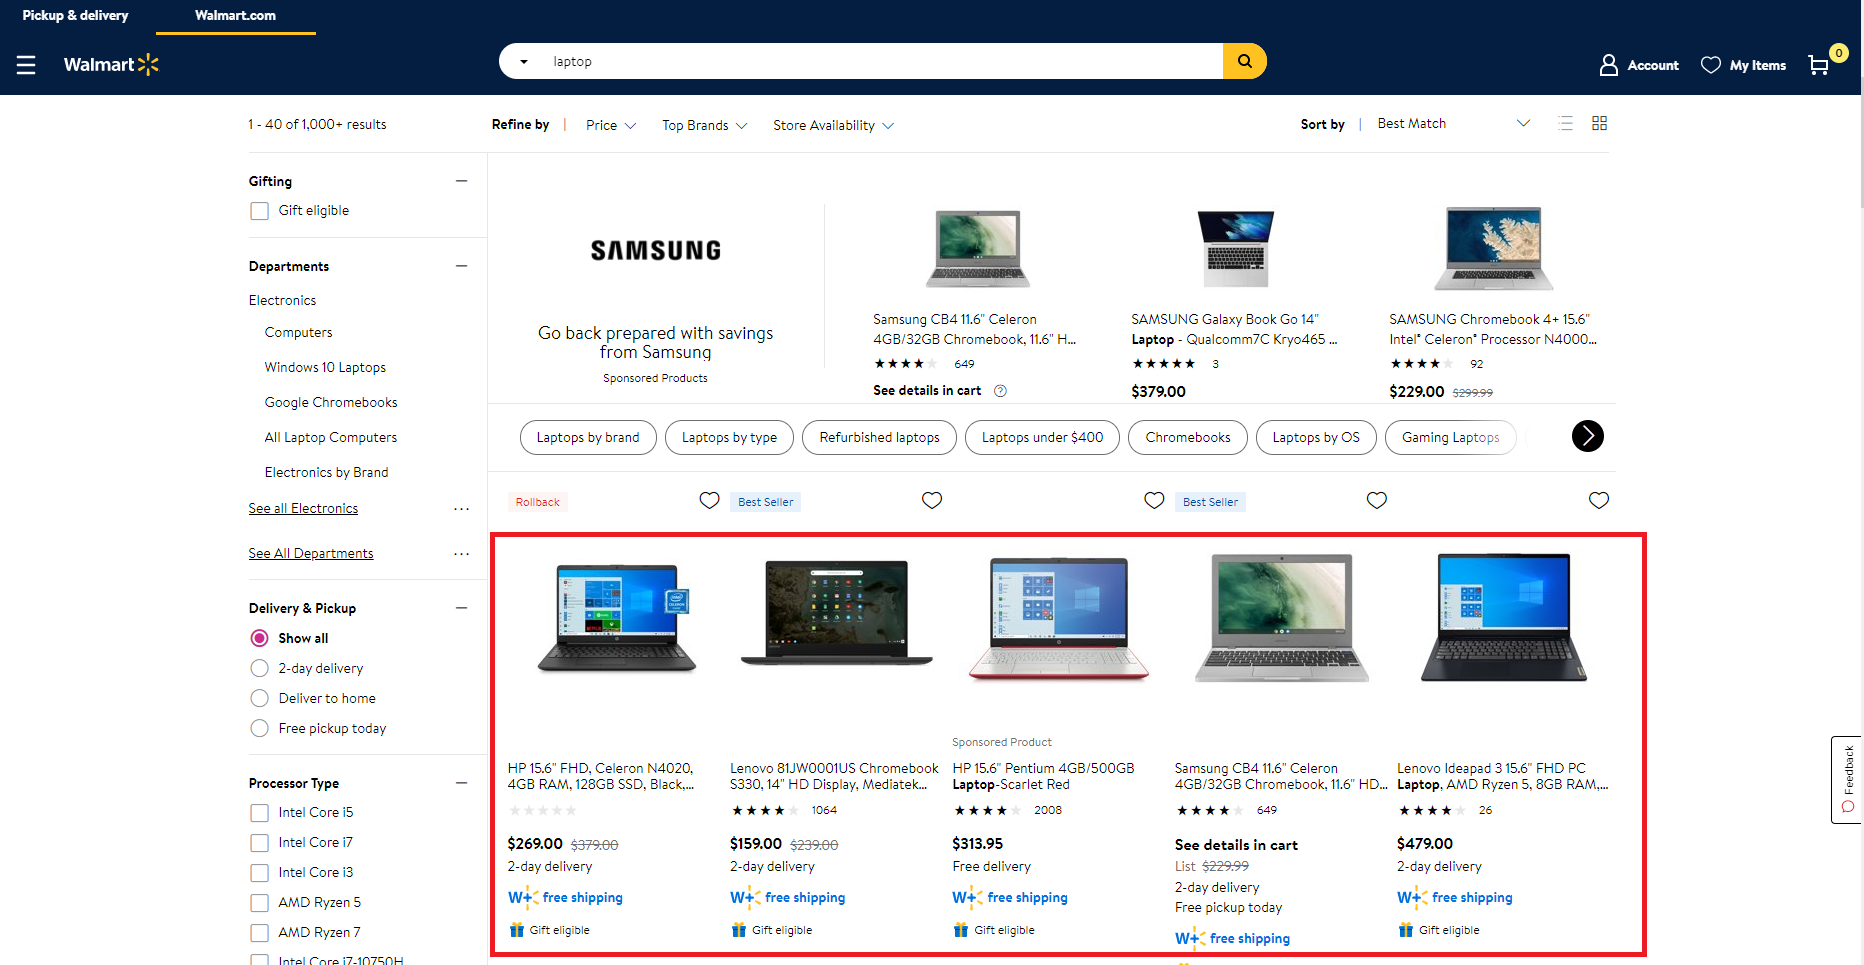 Pickup & delivery
Walmart.com
Walmart
laptop
Account
My Items
0
1 - 40 of 1,000+ results
Refine by | Price Top Brands Store Availability
Sort by | Best Match
Gifting
Gift eligible
Departments
Electronics
Computers
Windows 10 Laptops
Google Chromebooks
All Laptop Computers
Electronics by Brand
See all Electronics ...
See All Departments ...
Delivery & Pickup
Show all
2-day delivery
Deliver to home
Free pickup today
Processor Type
Intel Core i5
Intel Core i7
Intel Core i3
AMD Ryzen 5
AMD Ryzen 7
Intel Core i7-10750H
SAMSUNG
Go back prepared with savings
from Samsung
Sponsored Products
Samsung CB4 11.6" Celeron
4GB/32GB Chromebook, 11.6" H...
649
See details in cart
SAMSUNG Galaxy Book Go 14"
Laptop - Qualcomm7C Kryo465 ...
3
$379.00
SAMSUNG Chromebook 4+ 15.6"
Intel® Celeron® Processor N4000...
92
$229.00 $299.99
Laptops by brand
Laptops by type
Refurbished laptops
Laptops under $400
Chromebooks
Laptops by OS
Gaming Laptops
Rollback
HP 15.6" FHD, Celeron N4020,
4GB RAM, 128GB SSD, Black,...
$269.00 $379.00
2-day delivery
W+ free shipping
Gift eligible
Best Seller
Lenovo 81JW0001US Chromebook
S330, 14" HD Display, Mediatek...
1064
$159.00 $239.00
2-day delivery
W+ free shipping
Gift eligible
Sponsored Product
HP 15.6" Pentium 4GB/500GB
Laptop-Scarlet Red
2008
$313.95
Free delivery
W+ free shipping
Gift eligible
Best Seller
Samsung CB4 11.6" Celeron
4GB/32GB Chromebook, 11.6" HD...
649
See details in cart
List $229.99
2-day delivery
Free pickup today
W+ free shipping
Lenovo Ideapad 3 15.6" FHD PC
Laptop, AMD Ryzen 5, 8GB RAM,...
26
$479.00
2-day delivery
W+ free shipping
Gift eligible
Feedback